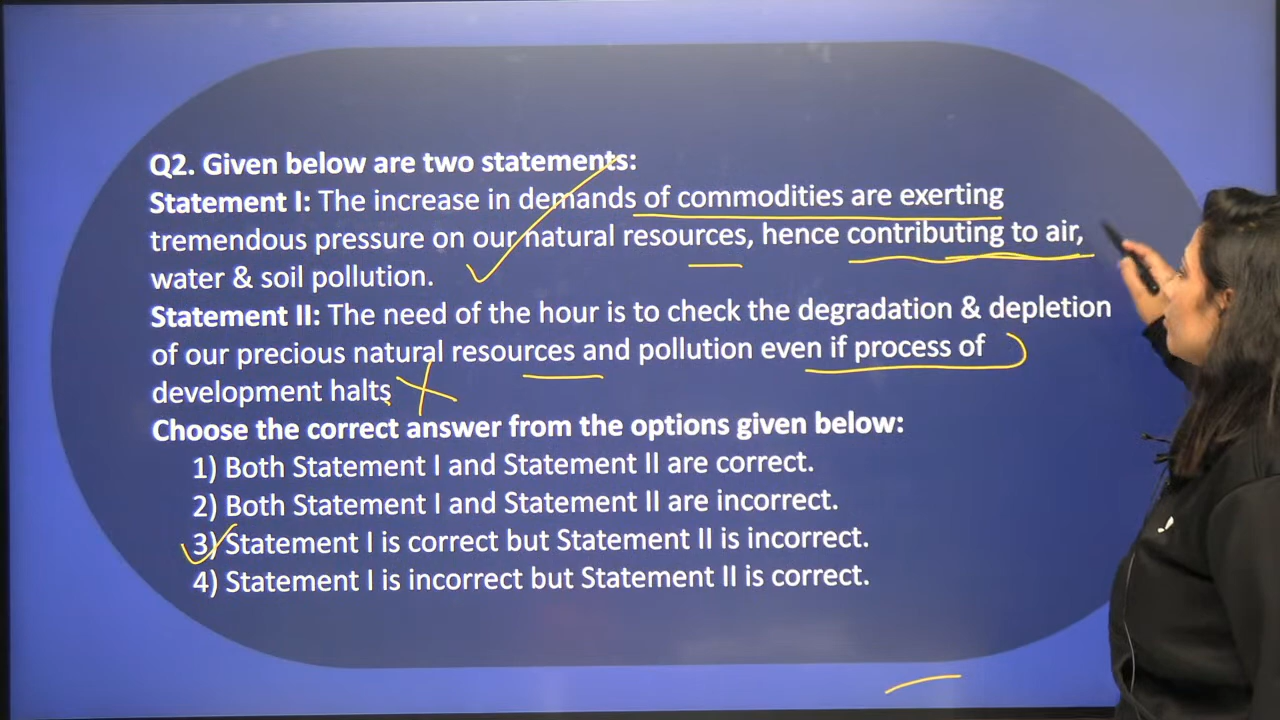 Q2. Given below are two statements:
Statement I: The increase in demands of commodities are exerting
tremendous pressure on our natural resources, hence contributing to air,
water & soil pollution.
Statement II: The need of the hour is to check the degradation & depletion
of our precious natural resources and pollution even if process of
development halts
Choose the correct answer from the options given below:
1) Both Statement I and Statement II are correct.
2) Both Statement I and Statement II are incorrect.
3) Statement I is correct but Statement II is incorrect.
4) Statement I is incorrect but Statement II is correct.